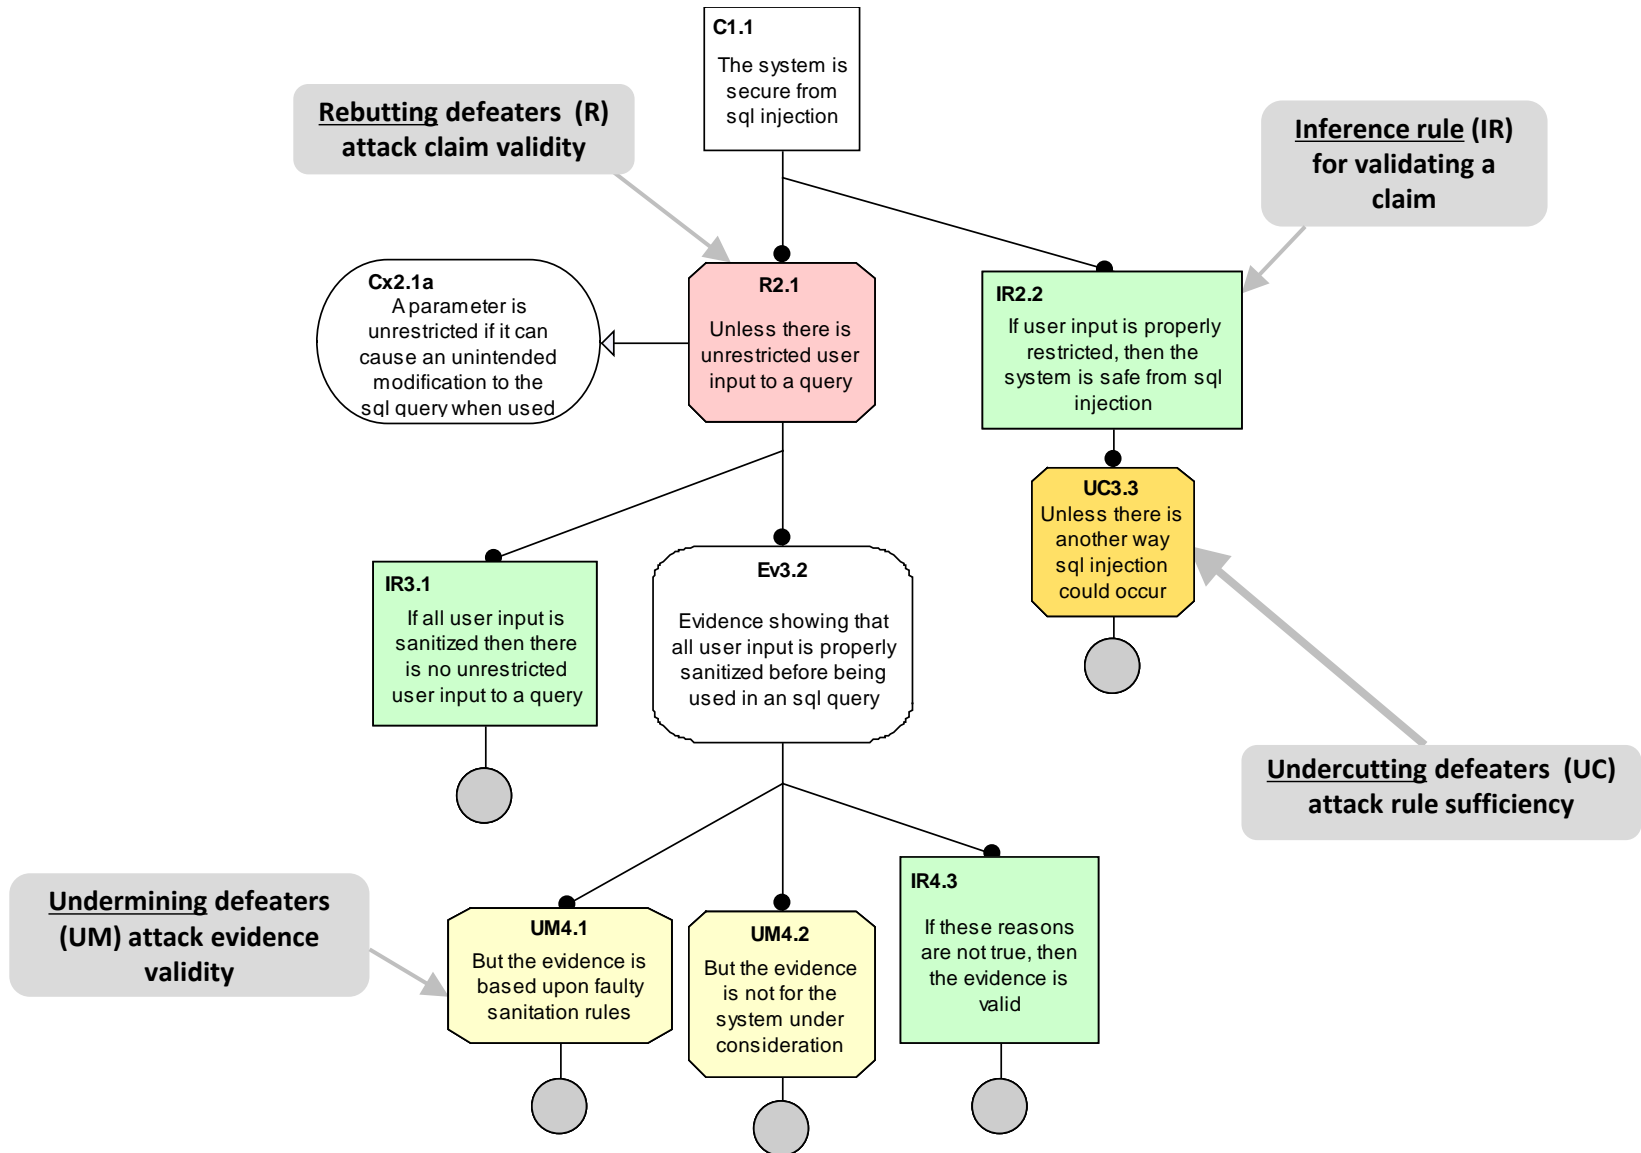 C1.1
The system is
secure from
sql injection
Rebutting defeaters (R)
attack claim validity
Inference rule (IR)
for validating a
claim
Cx2.1a
A parameter is
unrestricted if it can
cause an unintended
modification to the
sql query when used
R2.1
Unless there is
unrestricted user
input to a query
IR2.2
If user input is properly
restricted, then the
system is safe from sql
injection
UC3.3
Unless there is
another way
sql injection
could occur
IR3.1
If all user input is
sanitized then there
is no unrestricted
user input to a query
Ev3.2
Evidence showing that
all user input is properly
sanitized before being
used in an sql query
Undercutting defeaters (UC)
attack rule sufficiency
Undermining defeaters
(UM) attack evidence
validity
UM4.1
But the evidence is
based upon faulty
sanitation rules
UM4.2
But the evidence
is not for the
system under
consideration
IR4.3
If these reasons
are not true, then
the evidence is
valid